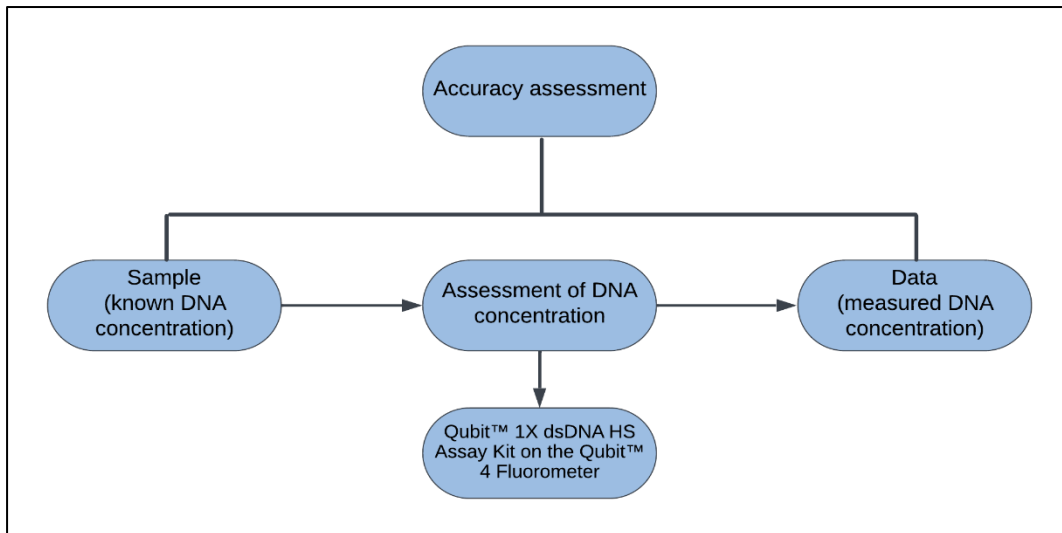 Accuracy assessment
Sample
(known DNA
concentration)
Assessment of DNA
concentration
Data
(measured DNA
concentration)
Qubit™ 1X dsDNA HS
Assay Kit on the Qubit™
4 Fluorometer